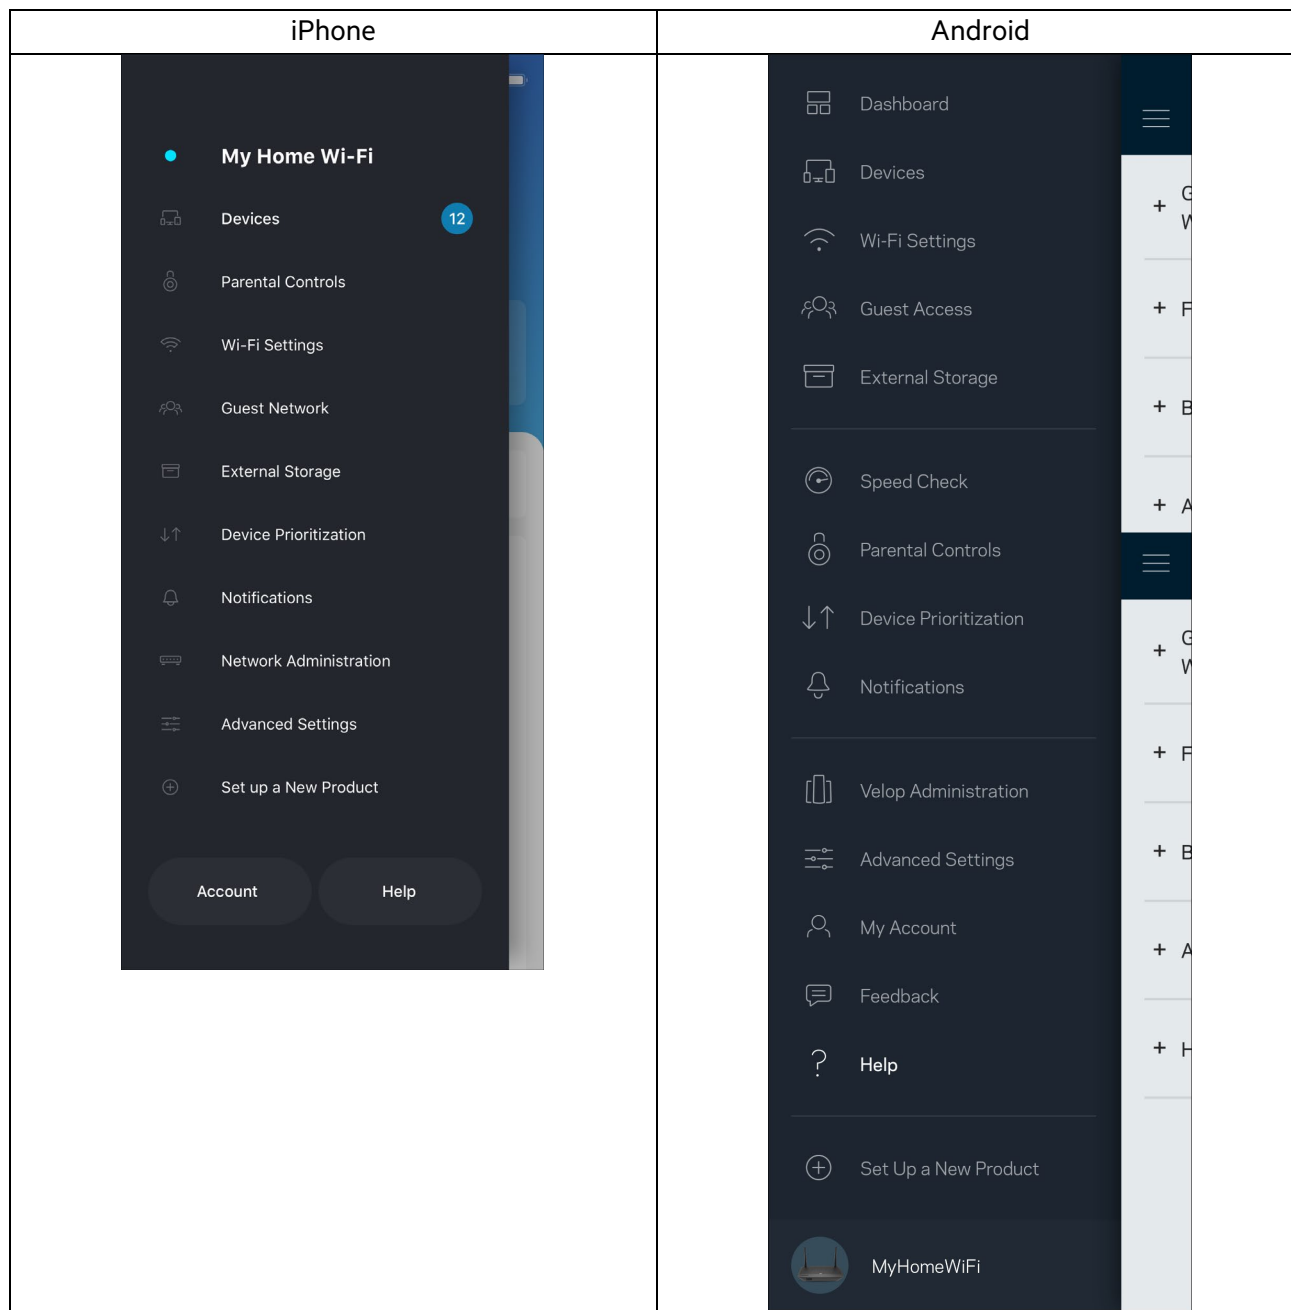 iPhone
Android
My Home Wi-Fi
Devices
12
Parental Controls
Wi-Fi Settings
Guest Network
External Storage
Device Prioritization
Notifications
Network Administration
Advanced Settings
Set up a New Product
Account
Help
Dashboard
Devices
Wi-Fi Settings
Guest Access
External Storage
Speed Check
Parental Controls
Device Prioritization
Notifications
Velop Administration
Advanced Settings
My Account
Feedback
Help
Set Up a New Product
MyHomeWiFi